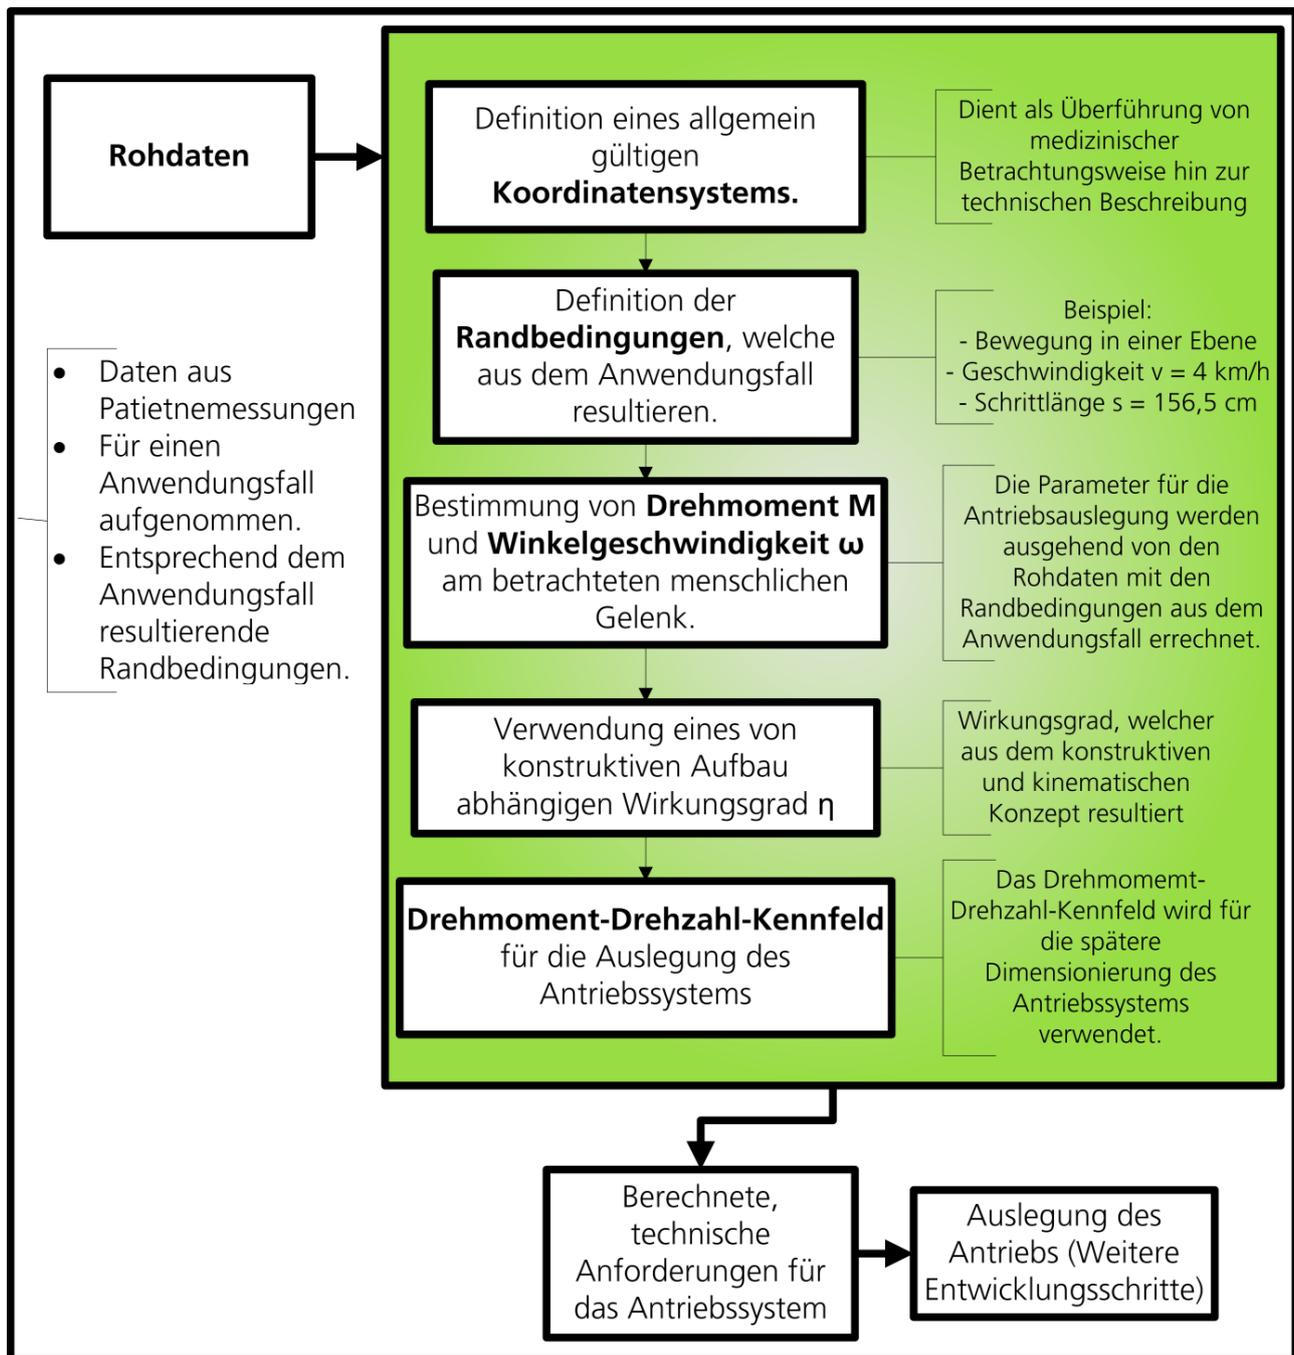 Rohdaten
Daten aus
Patietnemessungen
Für einen
Anwendungsfall
aufgenommen.
Entsprechend dem
Anwendungsfall
resultierende
Randbedingungen.
Definition eines allgemein
gültigen
Koordinatensystems.
Dient als Überführung von
medizinischer
Betrachtungsweise hin zur
technischen Beschreibung
Definition der
Randbedingungen, welche
aus dem Anwendungsfall
resultieren.
Beispiel:
- Bewegung in einer Ebene
- Geschwindigkeit v = 4 km/h
- Schrittlänge s = 156,5 cm
Bestimmung von Drehmoment M
und Winkelgeschwindigkeit ω
am betrachteten menschlichen
Gelenk.
Die Parameter für die
Antriebsauslegung werden
ausgehend von den
Rohdaten mit den
Randbedingungen aus dem
Anwendungsfall errechnet.
Verwendung eines von
konstruktiven Aufbau
abhängigen Wirkungsgrad η
Wirkungsgrad, welcher
aus dem konstruktiven
und kinematischen
Konzept resultiert
Drehmoment-Drehzahl-Kennfeld
für die Auslegung des
Antriebssystems
Das Drehmomemt-
Drehzahl-Kennfeld wird für
die spätere
Dimensionierung des
Antriebssystems
verwendet.
Berechnete,
technische
Anforderungen für
das Antriebssystem
Auslegung des
Antriebs (Weitere
Entwicklungsschritte)